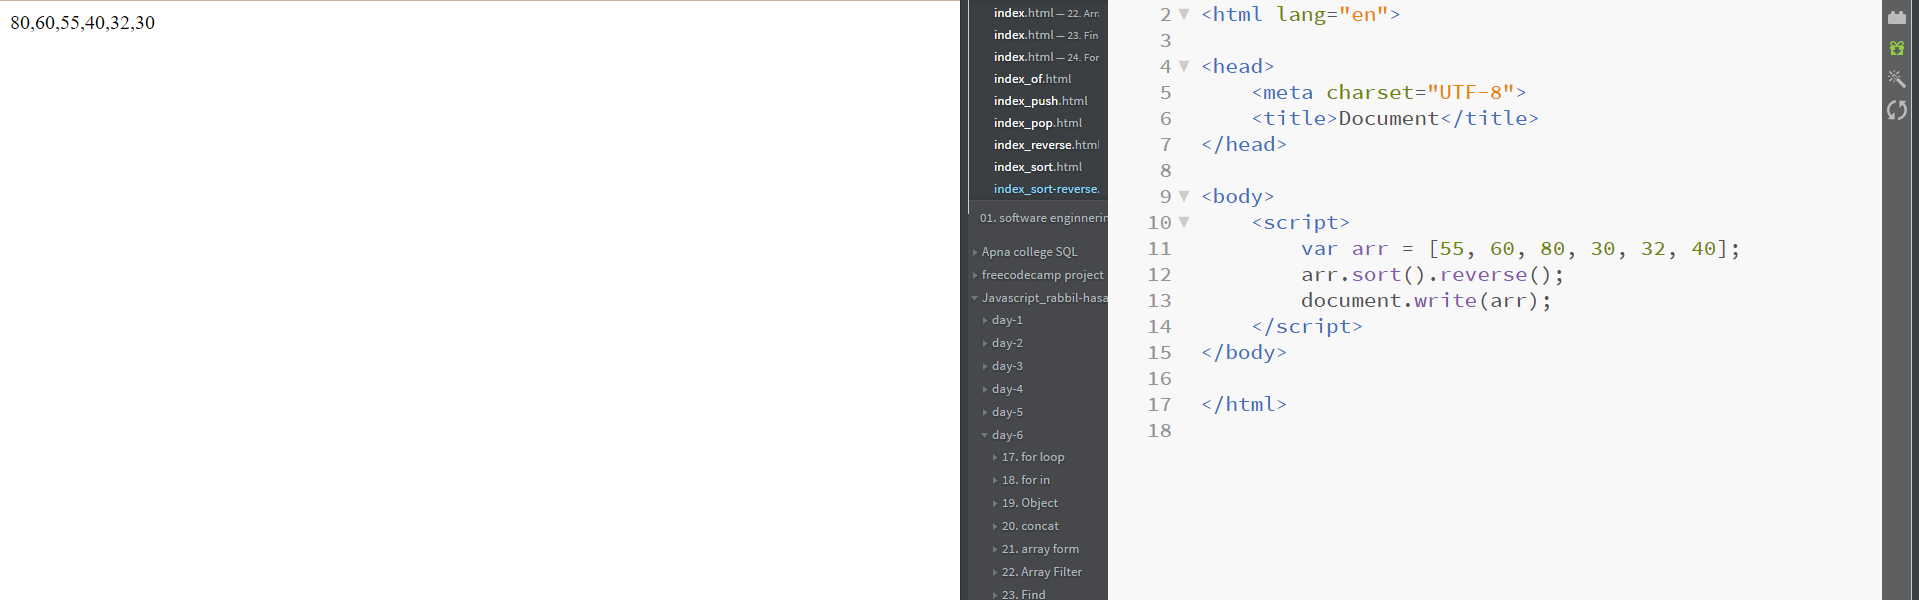 80,60,55,40,32,30
index.html — 22. Arr
index.html — 23. Fin
index.html — 24. For
index_of.html
index_push.html
index_pop.html
index_reverse.html
index_sort.html
index_sort-reverse.
01. software enginnerin
Apna college SQL
freecodecamp project
Javascript_rabbil-hasa
day-1
day-2
day-3
day-4
day-5
day-6
17. for loop
18. for in
19. Object
20. concat
21. array form
22. Array Filter
23. Find
2 <html lang="en">
3
4 <head>
5 <meta charset="UTF-8">
6 <title>Document</title>
7 </head>
8
9 <body>
10 <script>
11 var arr = [55, 60, 80, 30, 32, 40];
12 arr.sort().reverse();
13 document.write(arr);
14 </script>
15 </body>
16
17 </html>
18